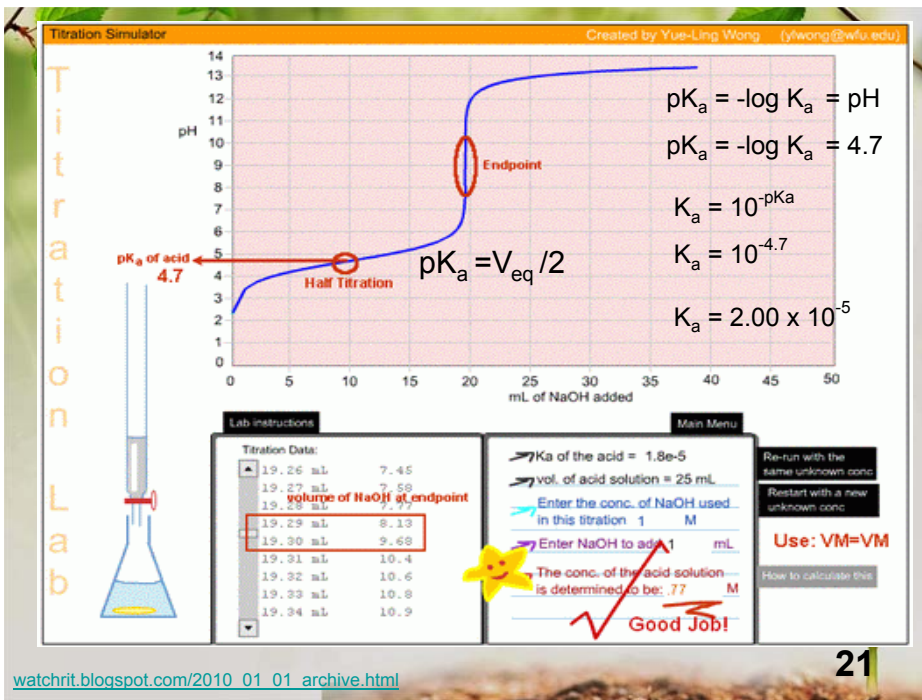 Titration Simulator
Created by Yue-Ling Wong (ylwong@wfu.edu)
Titration Lab
pH
14
13
12
11
10
9
8
7
6
5
4
3
2
1
0
0 5 10 15 20 25 30 35 40 45 50
mL of NaOH added
Endpoint
pKa of acid
4.7
Half Titration
pKa =Veq /2
pKa = -log Ka = pH
pKa = -log Ka = 4.7
Ka = 10^-pKa
Ka = 10^-4.7
Ka = 2.00 x 10^-5
Lab instructions
Titration Data:
19.26 mL 7.45
19.27 mL 7.58
volume of NaOH at endpoint
19.28 mL 7.77
19.29 mL 8.13
19.30 mL 9.68
19.31 mL 10.4
19.32 mL 10.6
19.33 mL 10.8
19.34 mL 10.9
Main Menu
Ka of the acid = 1.8e-5
vol. of acid solution = 25 mL
Enter the conc. of NaOH used
in this titration 1 M
Enter NaOH to add 1 mL
The conc. of the acid solution
is determined to be: .77 M
Good Job!
Re-run with the
same unknown conc
Restart with a new
unknown conc
Use: VM=VM
How to calculate this
21
watchrit.blogspot.com/2010_01_01_archive.html